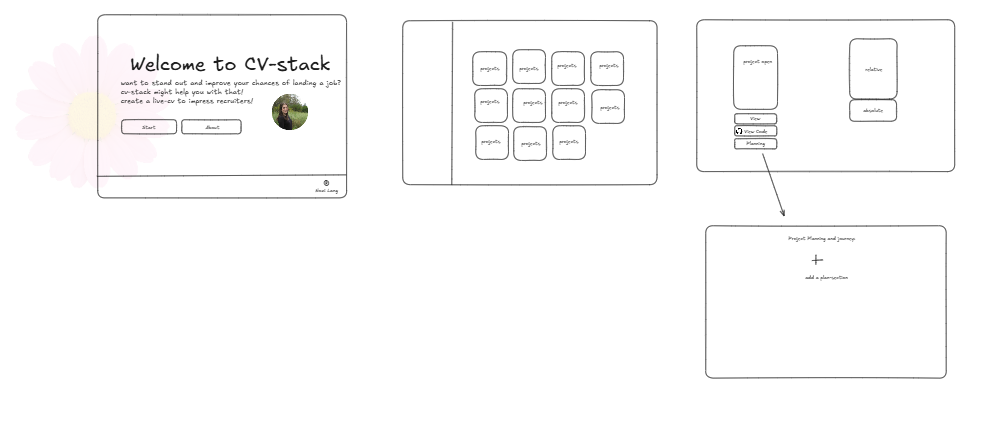 Welcome to CV-stack
want to stand out and improve your chances of landing a job?
cv-stack might help you with that!
create a live-cv to impress recruiters!
Start
About
Lang
projects
projects
projects
projects
projects
projects
projects
projects
projects
projects
projects
project open
View
View Code
Planning
relative
absolute
Project Planning and journey
add a plan-section